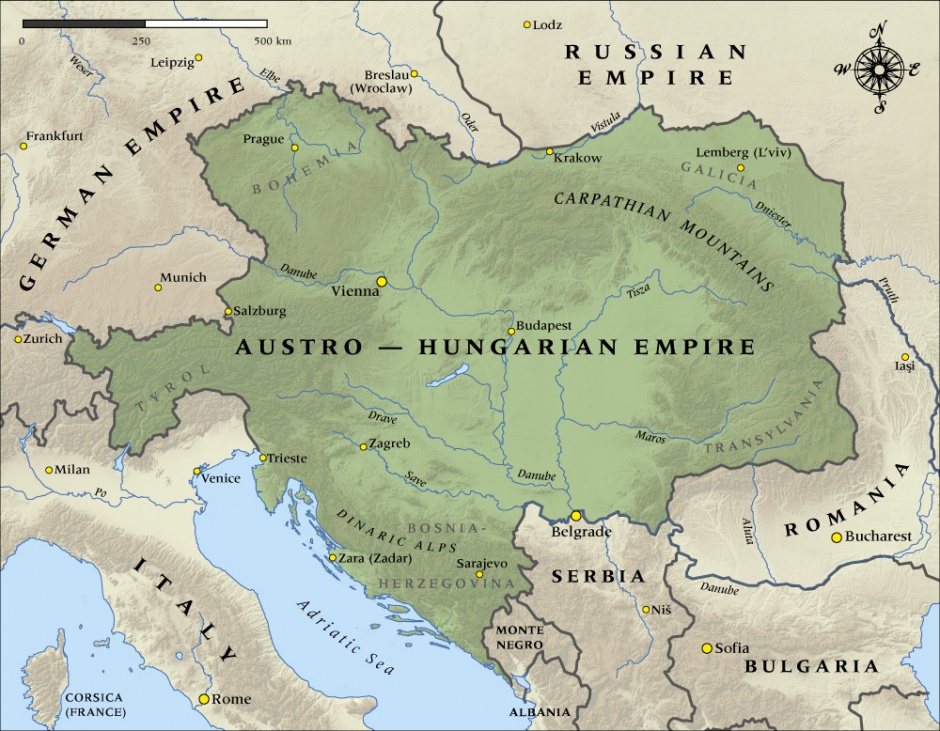 0 250 500 km
Lodz
RUSSIAN
EMPIRE
N
W E
S
Weser
Leipzig
Elbe
Breslau
(Wroclaw)
Oder
Vistula
GERMAN EMPIRE
Frankfurt
Prague
BOHEMIA
Krakow
Lemberg (L'viv)
GALICIA
CARPATHIAN MOUNTAINS
Dniester
Munich
Danube
Vienna
Tisza
Pruth
Salzburg
Budapest
Zurich
AUSTRO — HUNGARIAN EMPIRE
Iaşi
TYROL
Drave
Maros
TRANSYLVANIA
Zagreb
Milan
Trieste
Venice
Po
Save
Danube
ROMANIA
DINARIC ALPS
BOSNIA-
HERZEGOVINA
Belgrade
Aluta
Bucharest
Zara (Zadar)
Sarajevo
SERBIA
Danube
ITALY
Adriatic Sea
Niš
MONTE
NEGRO
Sofia
BULGARIA
CORSICA
(FRANCE)
Rome
ALBANIA